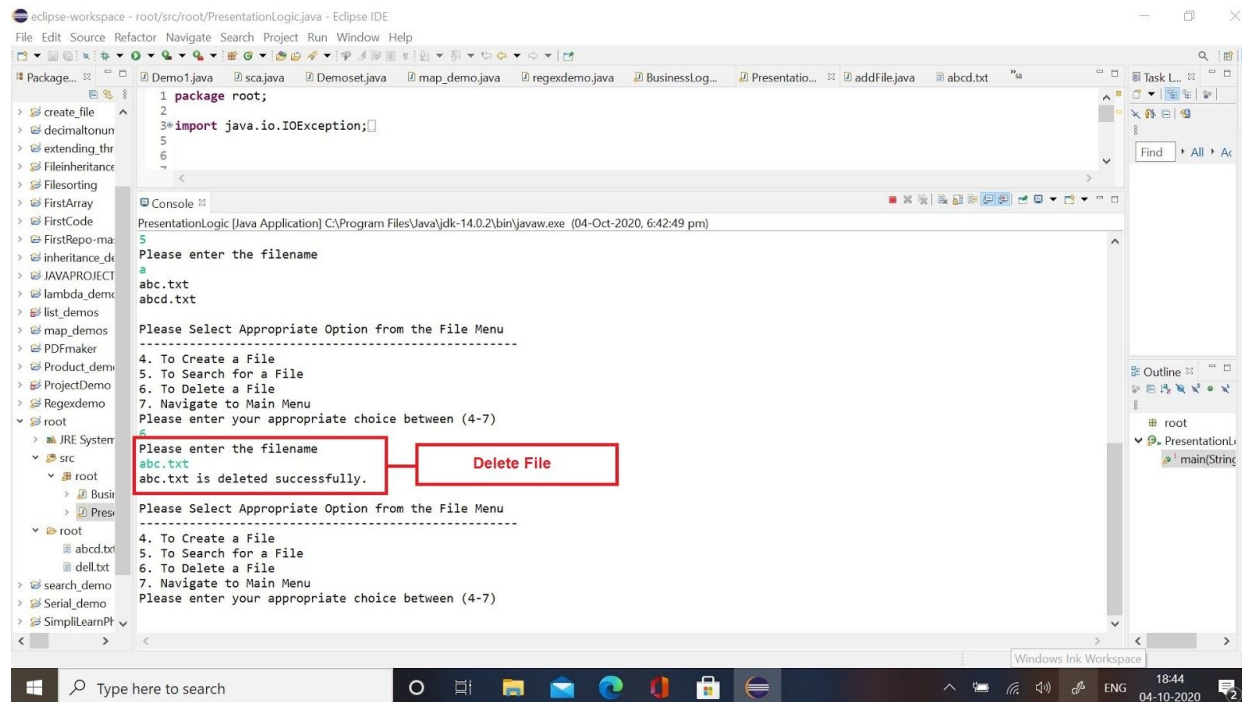 eclipse-workspace - root/src/root/PresentationLogic.java - Eclipse IDE
File Edit Source Refactor Navigate Search Project Run Window Help
Package...
Demo1.java sca.java Demoset.java map_demo.java regexdemo.java BusinessLog... Presentatio... addFile.java abcd.txt
Task L...
create_file
decimaltonum
extending_thr
Fileinheritance
Filesorting
FirstArray
FirstCode
FirstRepo-ma
inheritance_de
JAVAPROJECT
lambda_demo
list_demos
map_demos
PDFmaker
Product_dem
ProjectDemo
Regexdemo
root
JRE System
src
root
Busin
Prese
root
abcd.txt
dell.txt
search_demo
Serial_demo
SimpliLearnPh
1 package root;
2
3 import java.io.IOException;
5
6
Find All Ac
Console
PresentationLogic [Java Application] C:\Program Files\Java\jdk-14.0.2\bin\javaw.exe (04-Oct-2020, 6:42:49 pm)
5
Please enter the filename
a
abc.txt
abcd.txt
Please Select Appropriate Option from the File Menu
---------------------------------------------------
4. To Create a File
5. To Search for a File
6. To Delete a File
7. Navigate to Main Menu
Please enter your appropriate choice between (4-7)
6
Please enter the filename
abc.txt
abc.txt is deleted successfully.
Delete File
Please Select Appropriate Option from the File Menu
---------------------------------------------------
4. To Create a File
5. To Search for a File
6. To Delete a File
7. Navigate to Main Menu
Please enter your appropriate choice between (4-7)
Outline
root
PresentationL
main(String
Windows Ink Workspace
Type here to search
ENG
18:44
04-10-2020
2